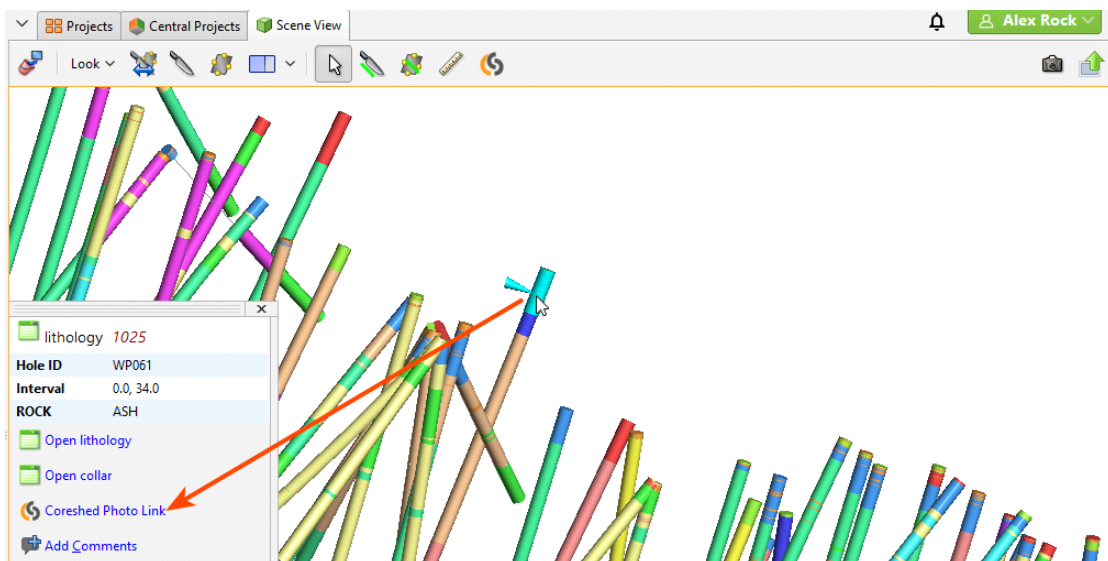 Projects Central Projects Scene View Alex Rock
Look
x
lithology 1025
Hole ID WP061
Interval 0.0, 34.0
ROCK ASH
Open lithology
Open collar
Coreshed Photo Link
Add Comments